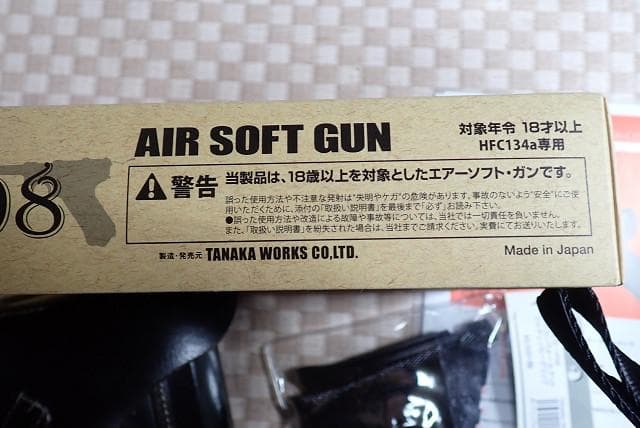 08
AIR SOFT GUN
対象年令 18才以上
HFC134a専用
警告 当製品は、18歳以上を対象としたエアーソフト・ガンです。
誤った使用方法や不注意な発射は"失明やケガ"の危険があります。事故のないよう"安全"にご使
用いただくために、添付の「取扱い説明書」を最後まで「必ず」お読み下さい。
●誤った使用方法や改造による故障や事故等については、当社では一切責任を負いません。
また、「取扱い説明書」を紛失された場合は、当社までご請求ください。実費にてお送りいたします。
製造・発売元 TANAKA WORKS CO,LTD.
Made in Japan